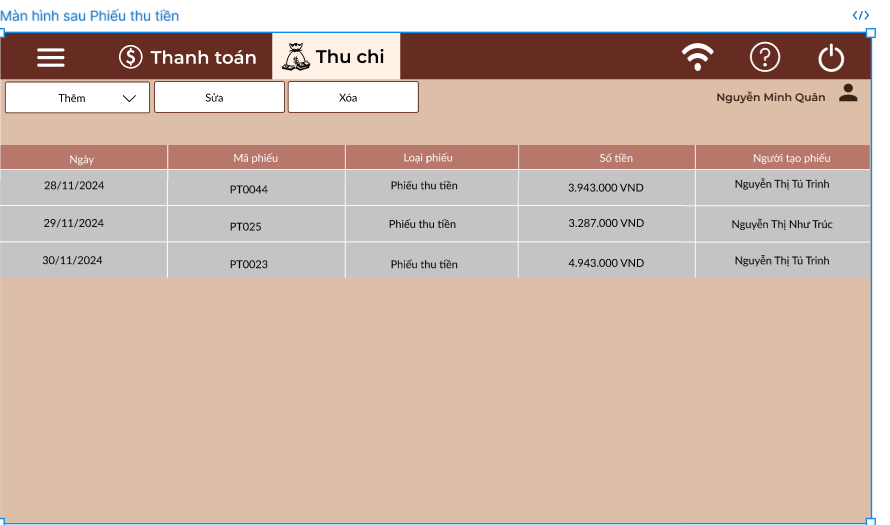 Màn hình sau Phiếu thu tiền
Thanh toán
Thu chi
Thêm
Sửa
Xóa
Nguyễn Minh Quân
Ngày Mã phiếu Loại phiếu Số tiền Người tạo phiếu
28/11/2024 PT0044 Phiếu thu tiền 3.943.000 VND Nguyễn Thị Tú Trinh
29/11/2024 PT025 Phiếu thu tiền 3.287.000 VND Nguyễn Thị Như Trúc
30/11/2024 PT0023 Phiếu thu tiền 4.943.000 VND Nguyễn Thị Tú Trinh